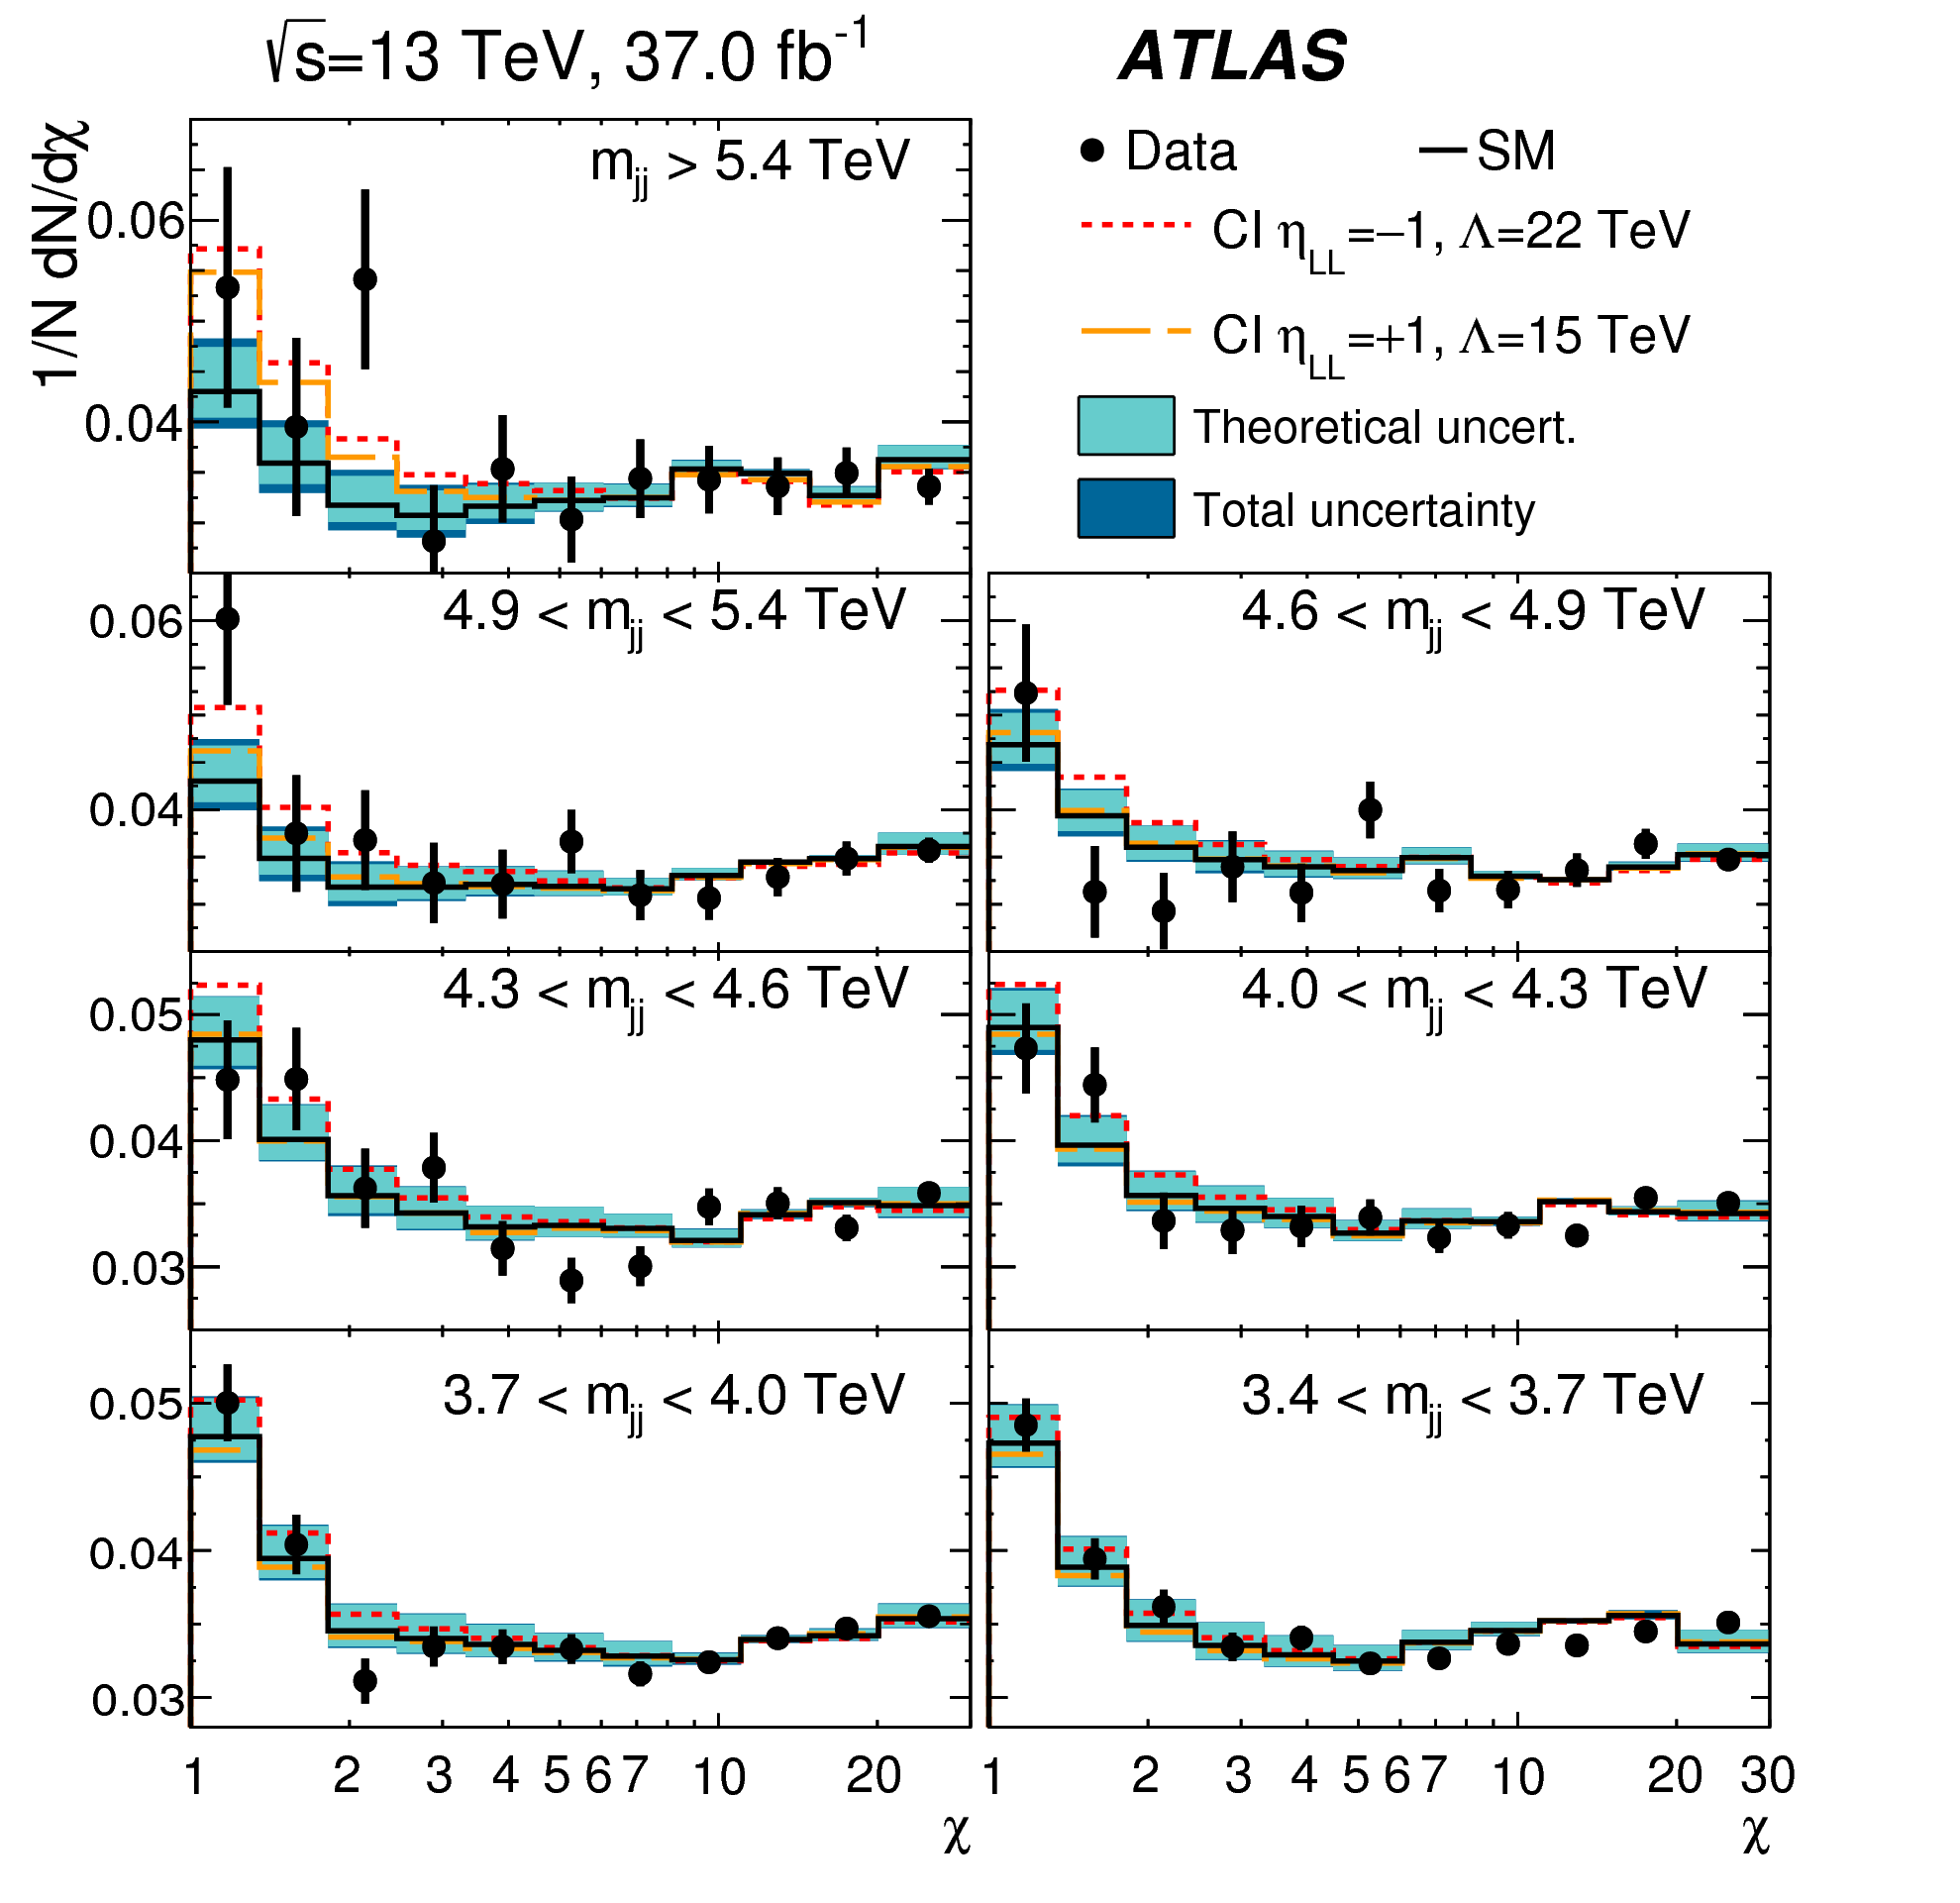 √s=13 TeV, 37.0 fb-1
ATLAS
1/N dN/dχ
Data
SM
CI ηLL=−1, Λ=22 TeV
CI ηLL=+1, Λ=15 TeV
Theoretical uncert.
Total uncertainty
mjj > 5.4 TeV
0.06
0.04
4.9 < mjj < 5.4 TeV
0.06
0.04
4.6 < mjj < 4.9 TeV
4.3 < mjj < 4.6 TeV
0.05
0.04
0.03
4.0 < mjj < 4.3 TeV
3.7 < mjj < 4.0 TeV
0.05
0.04
0.03
3.4 < mjj < 3.7 TeV
1 2 3 4 5 6 7 10 20
χ
1 2 3 4 5 6 7 10 20 30
χ